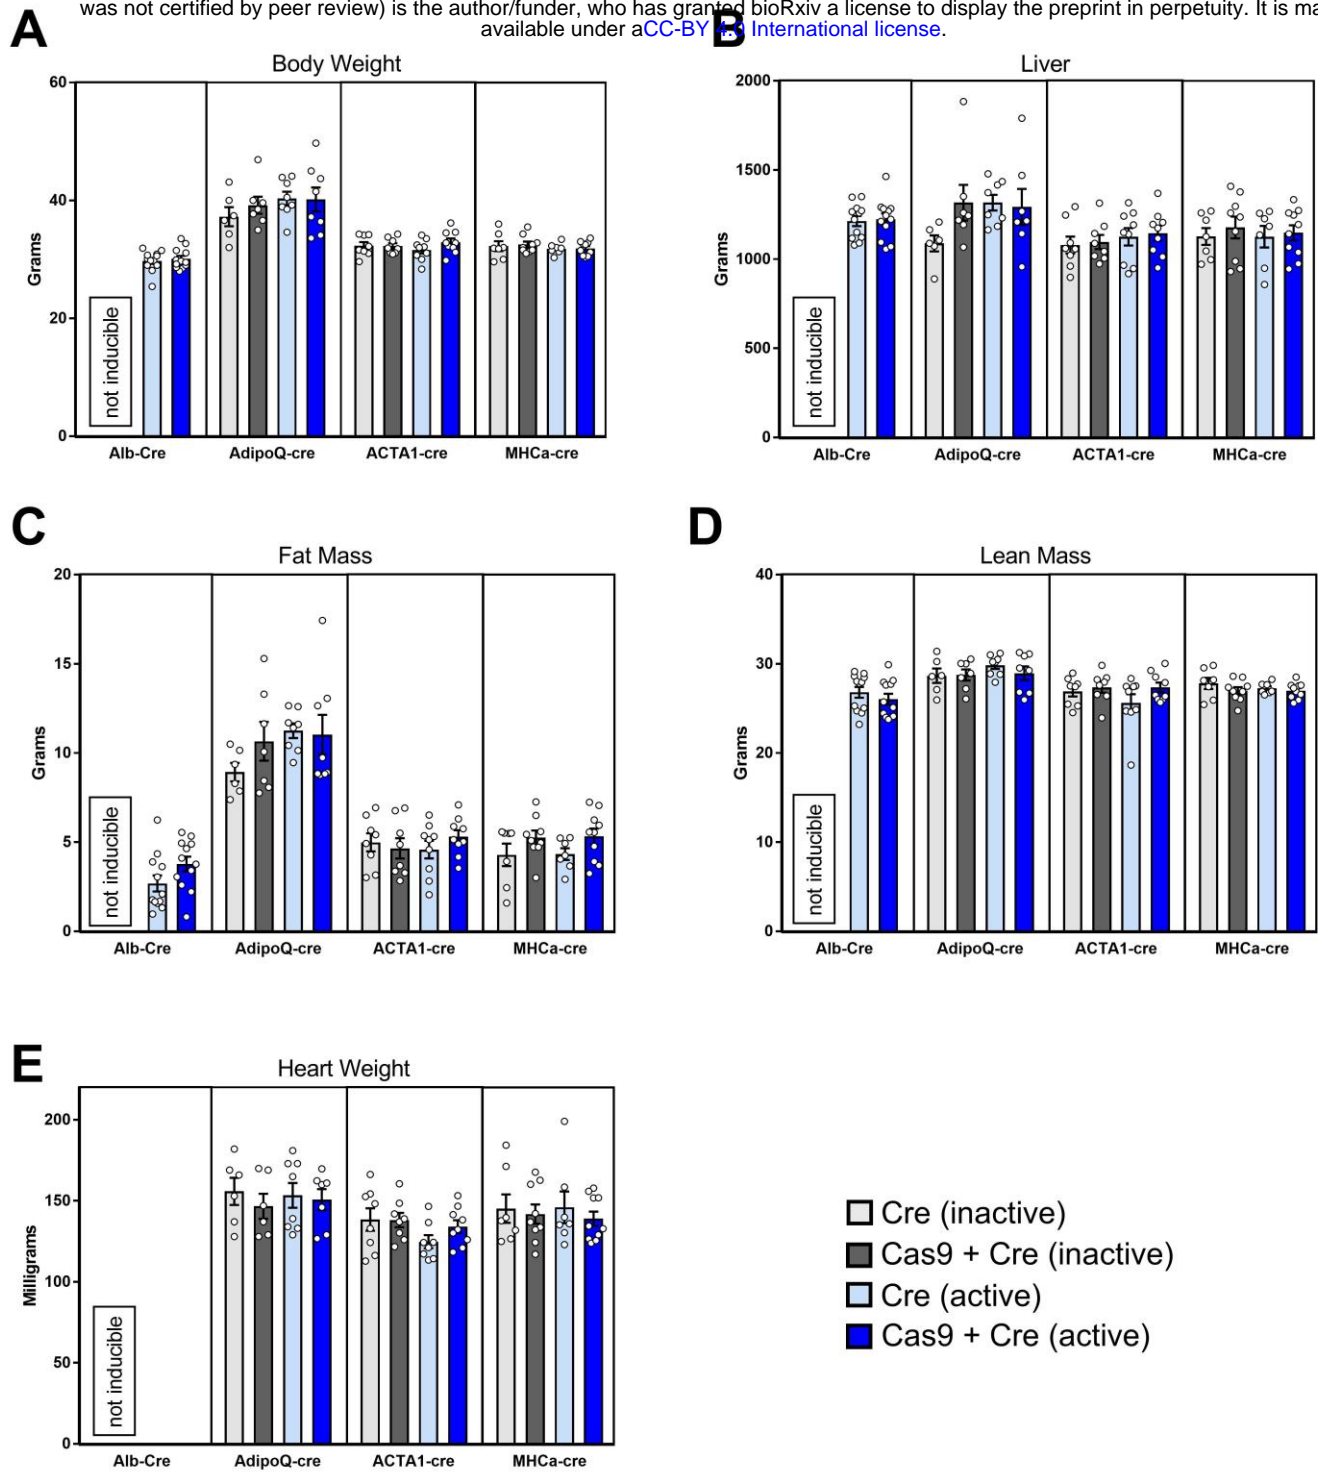 was not certified by peer review) is the author/funder, who has granted bioRxiv a license to display the preprint in perpetuity. It is ma
available under aCC-BY 4.0 International license.
A
B
Body Weight
Liver
Grams
60
40
20
0
not inducible
Alb-Cre
AdipoQ-cre
ACTA1-cre
MHCa-cre
Grams
2000
1500
1000
500
0
not inducible
Alb-Cre
AdipoQ-cre
ACTA1-cre
MHCa-cre
C
D
Fat Mass
Lean Mass
Grams
20
15
10
5
0
not inducible
Alb-Cre
AdipoQ-cre
ACTA1-cre
MHCa-cre
Grams
40
30
20
10
0
not inducible
Alb-Cre
AdipoQ-cre
ACTA1-cre
MHCa-cre
E
Heart Weight
Milligrams
200
150
100
50
0
not inducible
Alb-Cre
AdipoQ-cre
ACTA1-cre
MHCa-cre
Cre (inactive)
Cas9 + Cre (inactive)
Cre (active)
Cas9 + Cre (active)